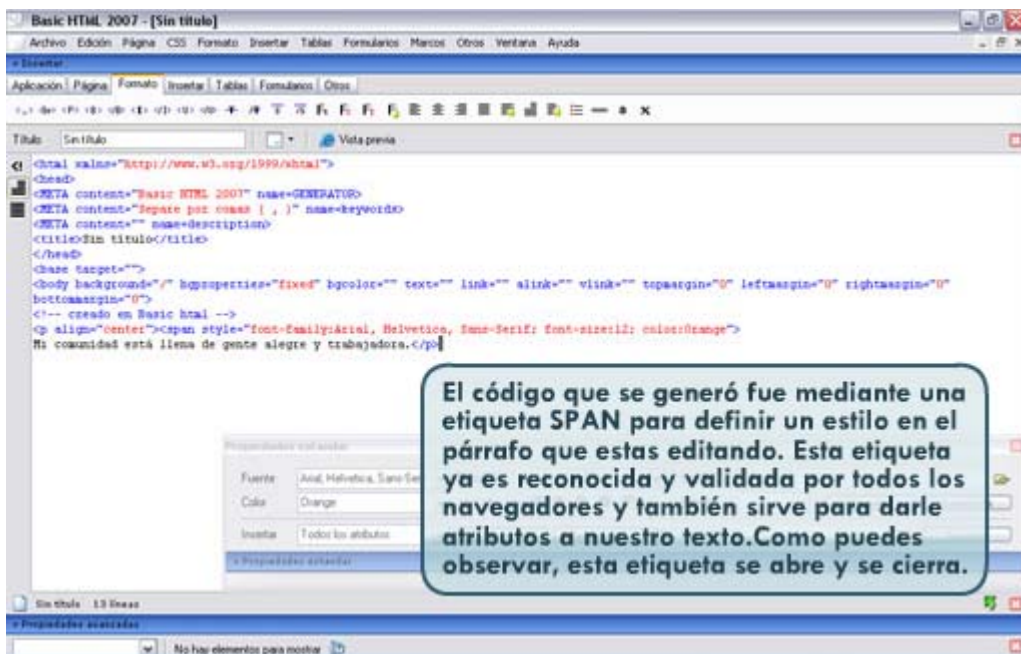 Basic HTML 2007 - [Sin título]
Archivo Edición Página CSS Formato Insertar Tablas Formularios Marcos Otros Ventana Ayuda
Insertar
Aplicación Página Formato Insertar Tablas Formularios Otros
Título Sin título Vista previa
<html xmlns="http://www.w3.org/1999/xhtml">
<head>
<META content="Basic HTML 2007" name=GENERATOR>
<META content="Separe por comas ( , )" name=keywords>
<META content="" name=description>
<title>Sin título</title>
</head>
<base target="">
<body background="/" bgproperties="fixed" bgcolor="" text="" link="" alink="" vlink="" topmargin="0" leftmargin="0" rightmargin="0"
bottommargin="0">
<!-- creado en Basic html -->
<p align="center"><span style="font-family:Arial, Helvetica, Sans-Serif; font-size:12; color:Orange">
Mi comunidad está llena de gente alegre y trabajadora.</p>
El código que se generó fue mediante una
etiqueta SPAN para definir un estilo en el
párrafo que estas editando. Esta etiqueta
ya es reconocida y validada por todos los
navegadores y también sirve para darle
atributos a nuestro texto.Como puedes
observar, esta etiqueta se abre y se cierra.
Propiedades estandar
Fuente Arial, Helvetica, Sans-Ser
Color Orange
Insertar Todos los atributos
Propiedades estandar
Sin título 13 líneas
Propiedades avanzadas
No hay elementos para mostrar